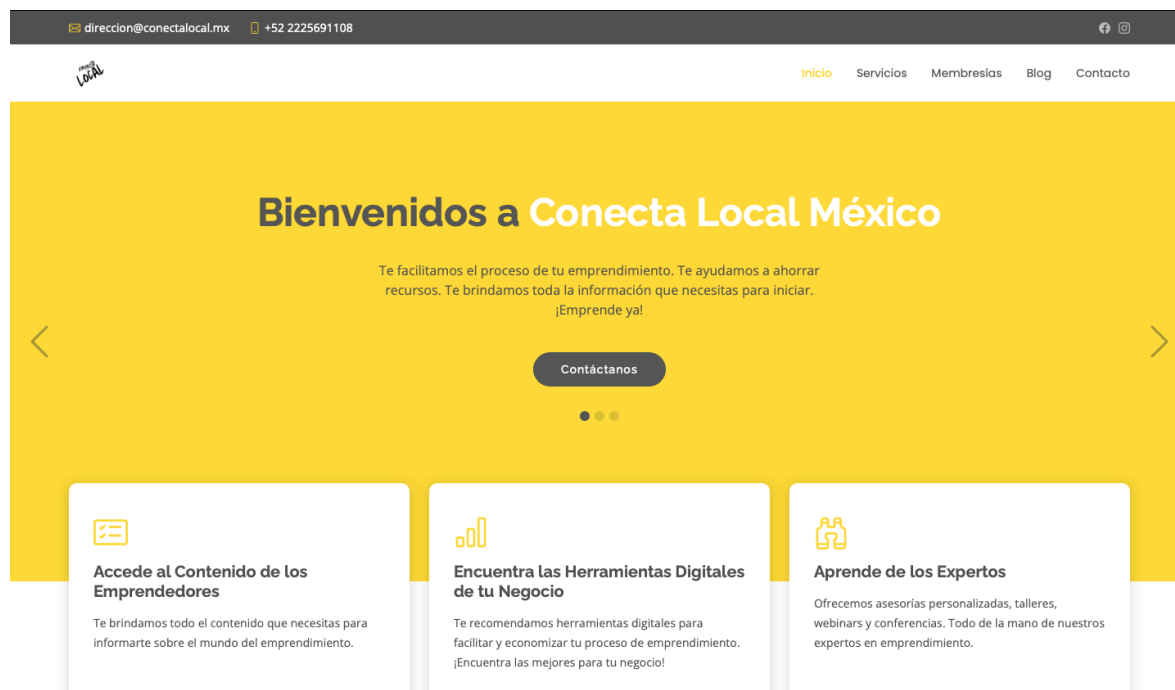 direccion@conectalocal.mx +52 2225691108
CONECTA
LOCAL
Inicio Servicios Membresías Blog Contacto
Bienvenidos a Conecta Local México
Te facilitamos el proceso de tu emprendimiento. Te ayudamos a ahorrar
recursos. Te brindamos toda la información que necesitas para iniciar.
¡Emprende ya!
Contáctanos
Accede al Contenido de los
Emprendedores
Te brindamos todo el contenido que necesitas para
informarte sobre el mundo del emprendimiento.
Encuentra las Herramientas Digitales
de tu Negocio
Te recomendamos herramientas digitales para
facilitar y economizar tu proceso de emprendimiento.
¡Encuentra las mejores para tu negocio!
Aprende de los Expertos
Ofrecemos asesorías personalizadas, talleres,
webinars y conferencias. Todo de la mano de nuestros
expertos en emprendimiento.